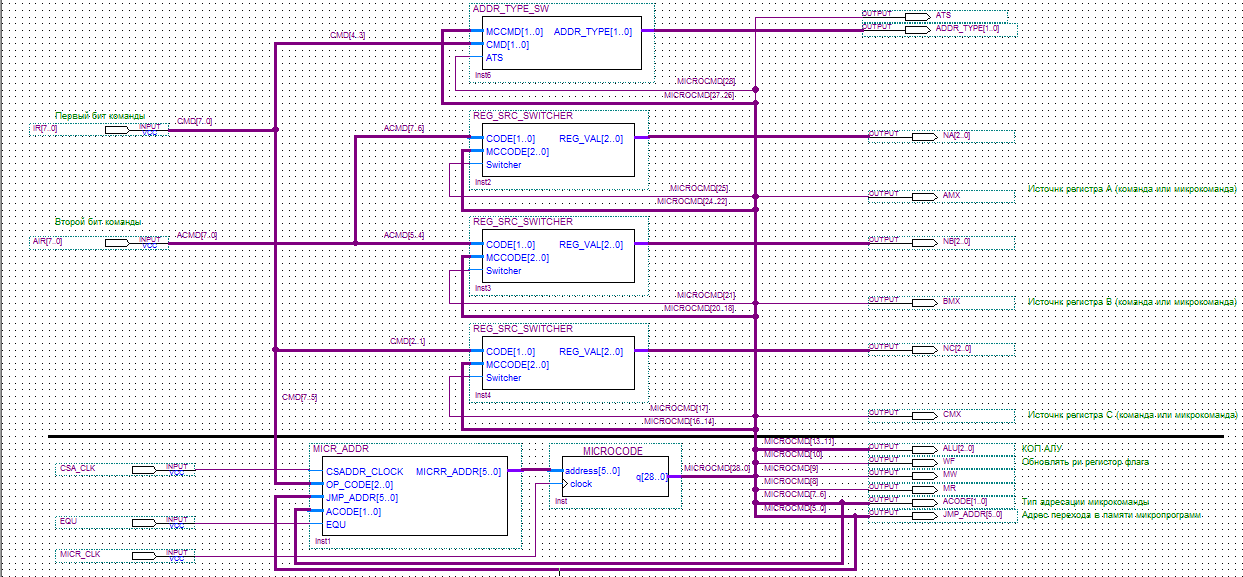 ADDR_TYPE_SW
MCCMD[1..0] ADDR_TYPE[1..0]
CMD[1..0]
ATS
inst6
CMD[4..3]
OUTPUT ATS
OUTPUT ADDR_TYPE[1..0]
MICROCMD[28]
MICROCMD[27..26]
Первый бит команды
IR[7..0] INPUT VCC
CMD[7..0]
REG_SRC_SWITCHER
ACMD[7..6]
CODE[1..0] REG_VAL[2..0]
MCCODE[2..0]
Switcher
inst2
OUTPUT NA[2..0]
MICROCMD[25]
MICROCMD[24..22]
OUTPUT AMX
Источнк регистра A (команда или микрокоманда)
Второй бит команды
AIR[7..0] INPUT VCC
ACMD[7..0]
REG_SRC_SWITCHER
ACMD[5..4]
CODE[1..0] REG_VAL[2..0]
MCCODE[2..0]
Switcher
inst3
OUTPUT NB[2..0]
MICROCMD[21]
MICROCMD[20..18]
OUTPUT BMX
Источнк регистра B (команда или микрокоманда)
REG_SRC_SWITCHER
CMD[2..1]
CODE[1..0] REG_VAL[2..0]
MCCODE[2..0]
Switcher
inst4
OUTPUT NC[2..0]
CMD[7..5]
MICROCMD[17]
MICROCMD[16..14]
OUTPUT CMX
Источнк регистра C (команда или микрокоманда)
MICR_ADDR
CSADDR_CLOCK MICRR_ADDR[5..0]
OP_CODE[2..0]
JMP_ADDR[5..0]
ACODE[1..0]
EQU
inst1
CSA_CLK INPUT VCC
EQU INPUT VCC
MICR_CLK INPUT VCC
MICROCODE
address[5..0] q[28..0]
clock
inst
MICROCMD[28..0]
MICROCMD[13..11] OUTPUT ALU[2..0] КОП-АЛУ
MICROCMD[10] OUTPUT WF Обновлять ри регистор флага
MICROCMD[9] OUTPUT MW
MICROCMD[8] OUTPUT MR
MICROCMD[7..6] OUTPUT ACODE[1..0] Тип адресации микрокоманды
MICROCMD[5..0] OUTPUT JMP_ADDR[5..0] Адрес перехода в памяти микропрограмм